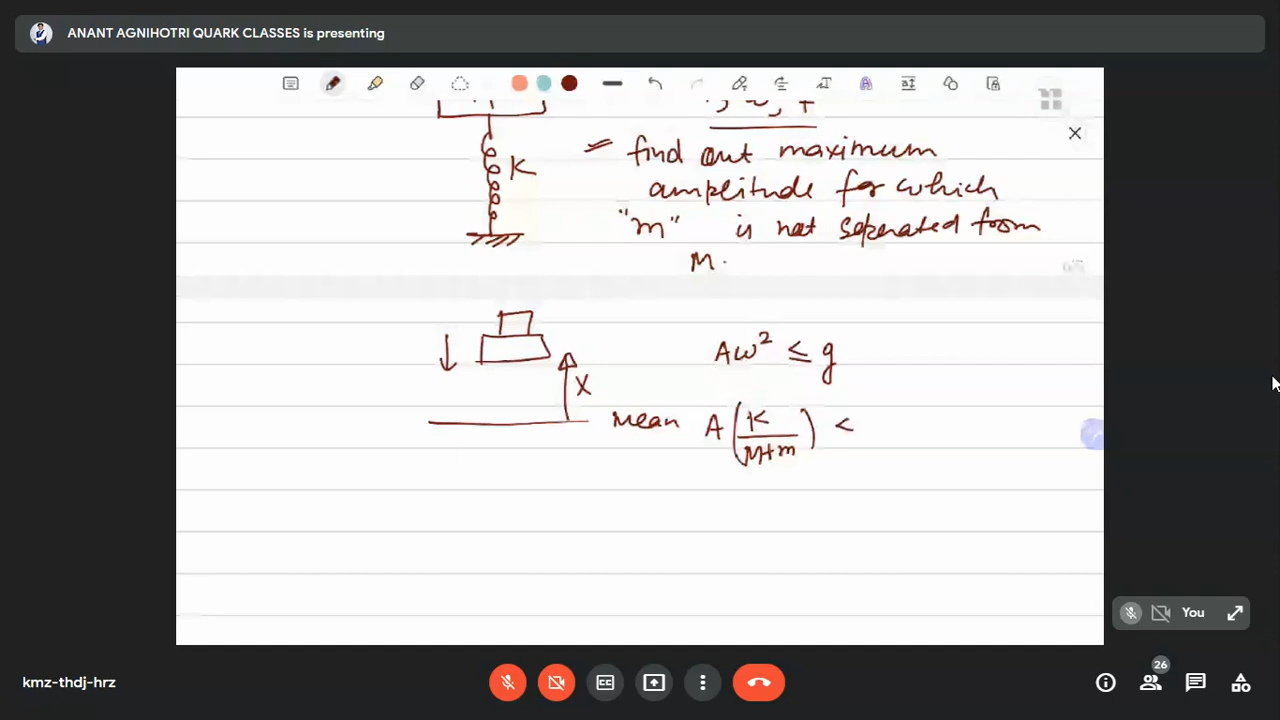 ANANT AGNIHOTRI QUARK CLASSES is presenting
K
find out maximum
amplitude for which
"m" is not seperated from
M.
X
Mean
Aω² ≤ g
A(K/M+m) <
You
26
kmz-thdj-hrz